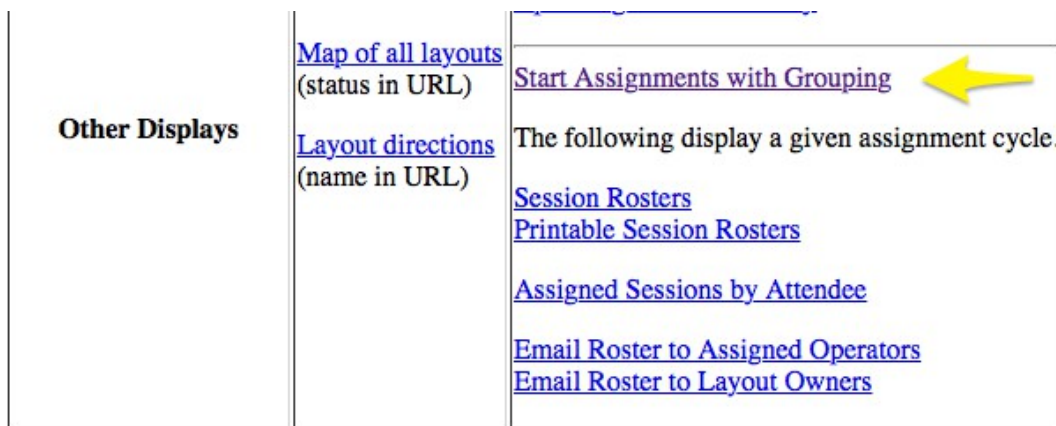 Other Displays
Map of all layouts
(status in URL)
Layout directions
(name in URL)
Start Assignments with Grouping
The following display a given assignment cycle.
Session Rosters
Printable Session Rosters
Assigned Sessions by Attendee
Email Roster to Assigned Operators
Email Roster to Layout Owners